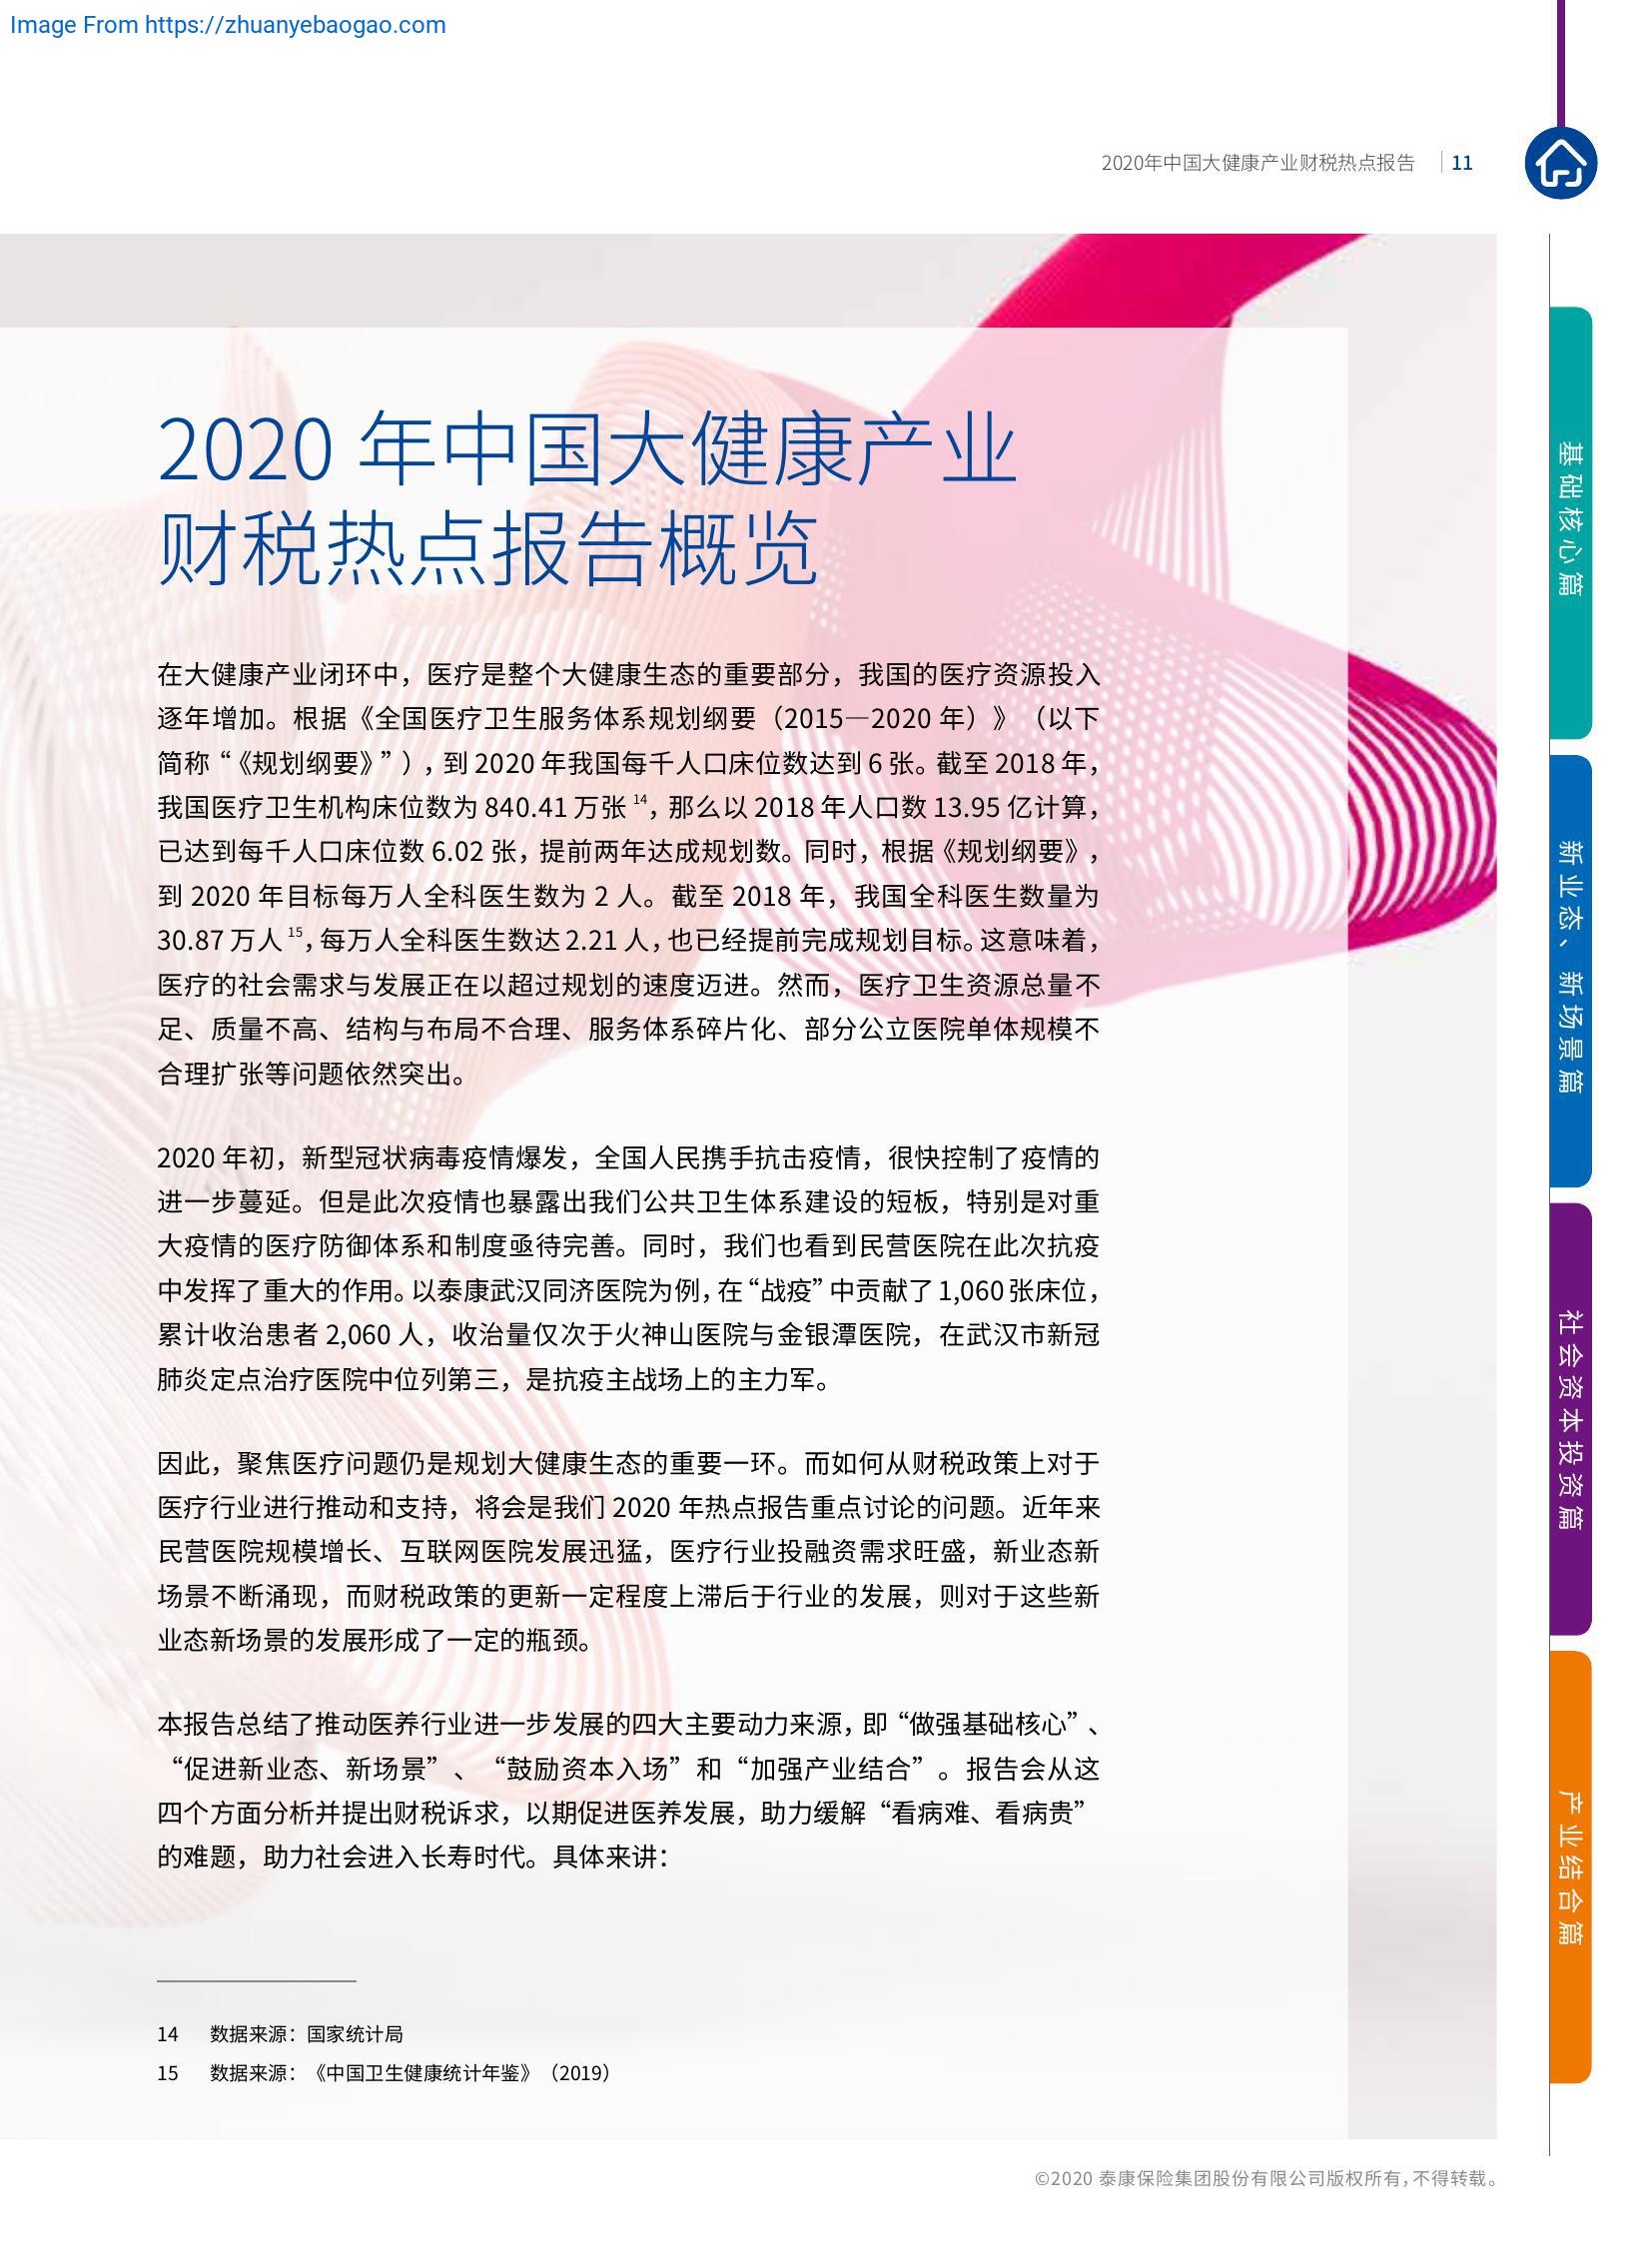 Image From https://zhuanyebaogao.com
2020年中国大健康产业财税热点报告 11
2020 年中国大健康产业
财税热点报告概览
在大健康产业闭环中，医疗是整个大健康生态的重要部分，我国的医疗资源投入
逐年增加。根据《全国医疗卫生服务体系规划纲要（2015—2020 年）》（以下
简称 “《规划纲要》” ），到 2020 年我国每千人口床位数达到 6 张。截至 2018 年，
我国医疗卫生机构床位数为 840.41 万张 14，那么以 2018 年人口数 13.95 亿计算，
已达到每千人口床位数 6.02 张，提前两年达成规划数。同时，根据《规划纲要》，
到 2020 年目标每万人全科医生数为 2 人。截至 2018 年，我国全科医生数量为
30.87 万人 15，每万人全科医生数达 2.21 人，也已经提前完成规划目标。这意味着，
医疗的社会需求与发展正在以超过规划的速度迈进。然而，医疗卫生资源总量不
足、质量不高、结构与布局不合理、服务体系碎片化、部分公立医院单体规模不
合理扩张等问题依然突出。
2020 年初，新型冠状病毒疫情爆发，全国人民携手抗击疫情，很快控制了疫情的
进一步蔓延。但是此次疫情也暴露出我们公共卫生体系建设的短板，特别是对重
大疫情的医疗防御体系和制度亟待完善。同时，我们也看到民营医院在此次抗疫
中发挥了重大的作用。以泰康武汉同济医院为例，在 “战疫” 中贡献了 1,060 张床位，
累计收治患者 2,060 人，收治量仅次于火神山医院与金银潭医院，在武汉市新冠
肺炎定点治疗医院中位列第三，是抗疫主战场上的主力军。
因此，聚焦医疗问题仍是规划大健康生态的重要一环。而如何从财税政策上对于
医疗行业进行推动和支持，将会是我们 2020 年热点报告重点讨论的问题。近年来
民营医院规模增长、互联网医院发展迅猛，医疗行业投融资需求旺盛，新业态新
场景不断涌现，而财税政策的更新一定程度上滞后于行业的发展，则对于这些新
业态新场景的发展形成了一定的瓶颈。
本报告总结了推动医养行业进一步发展的四大主要动力来源，即 “做强基础核心” 、
“促进新业态、新场景” 、 “鼓励资本入场” 和 “加强产业结合” 。报告会从这
四个方面分析并提出财税诉求，以期促进医养发展，助力缓解 “看病难、看病贵”
的难题，助力社会进入长寿时代。具体来讲：
14 数据来源：国家统计局
15 数据来源：《中国卫生健康统计年鉴》（2019）
©2020 泰康保险集团股份有限公司版权所有，不得转载。
基础核心篇
新业态、新场景篇
社会资本投资篇
产业结合篇